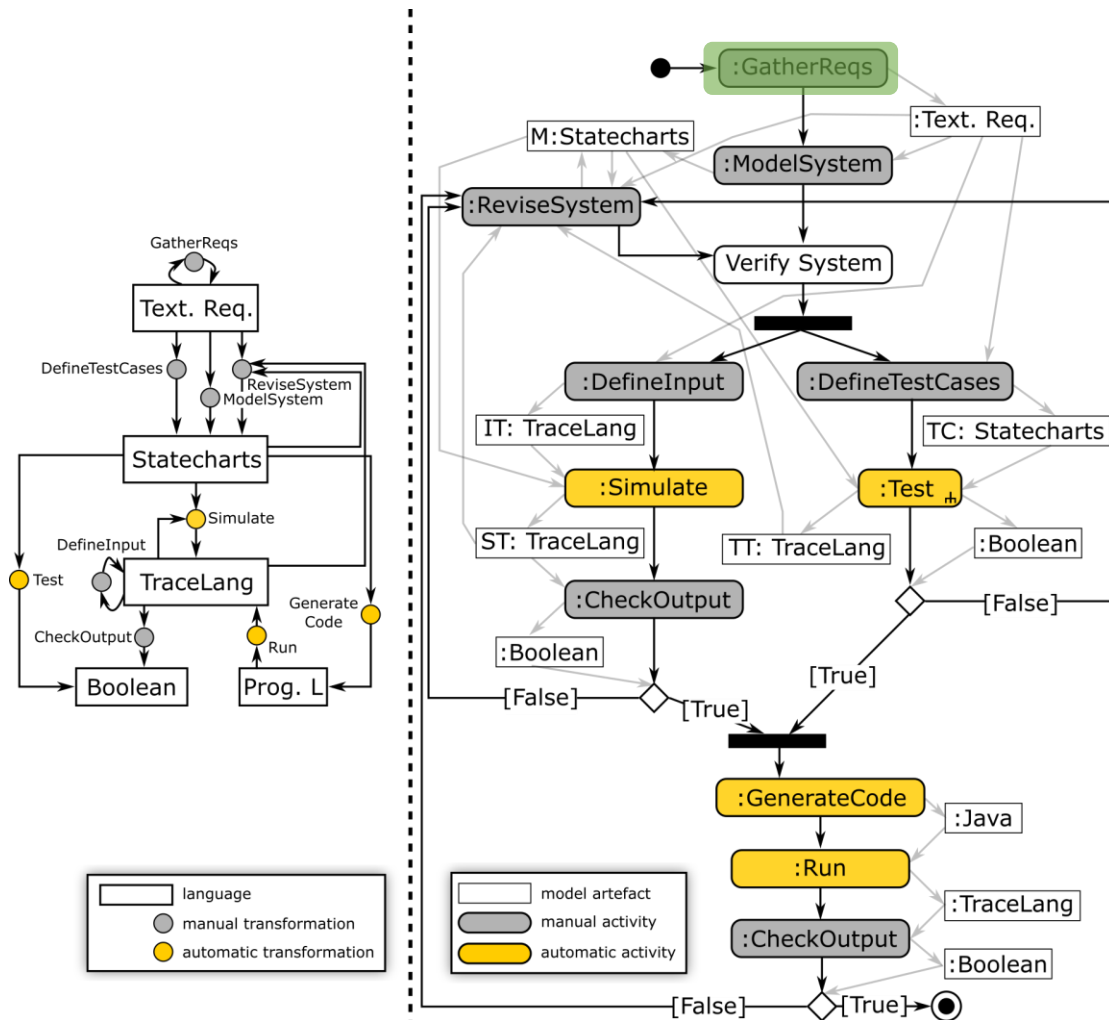 GatherReqs
Text. Req.
DefineTestCases
ReviseSystem
ModelSystem
Statecharts
Simulate
DefineInput
Test
TraceLang
Generate
Code
CheckOutput
Run
Boolean
Prog. L
language
manual transformation
automatic transformation
:GatherReqs
:Text. Req.
M:Statecharts
:ModelSystem
:ReviseSystem
Verify System
:DefineInput
:DefineTestCases
IT: TraceLang
TC: Statecharts
:Simulate
:Test
ST: TraceLang
TT: TraceLang
:Boolean
:CheckOutput
[False]
:Boolean
[True]
[False]
[True]
:GenerateCode
:Java
:Run
:TraceLang
:CheckOutput
:Boolean
[False]
[True]
model artefact
manual activity
automatic activity